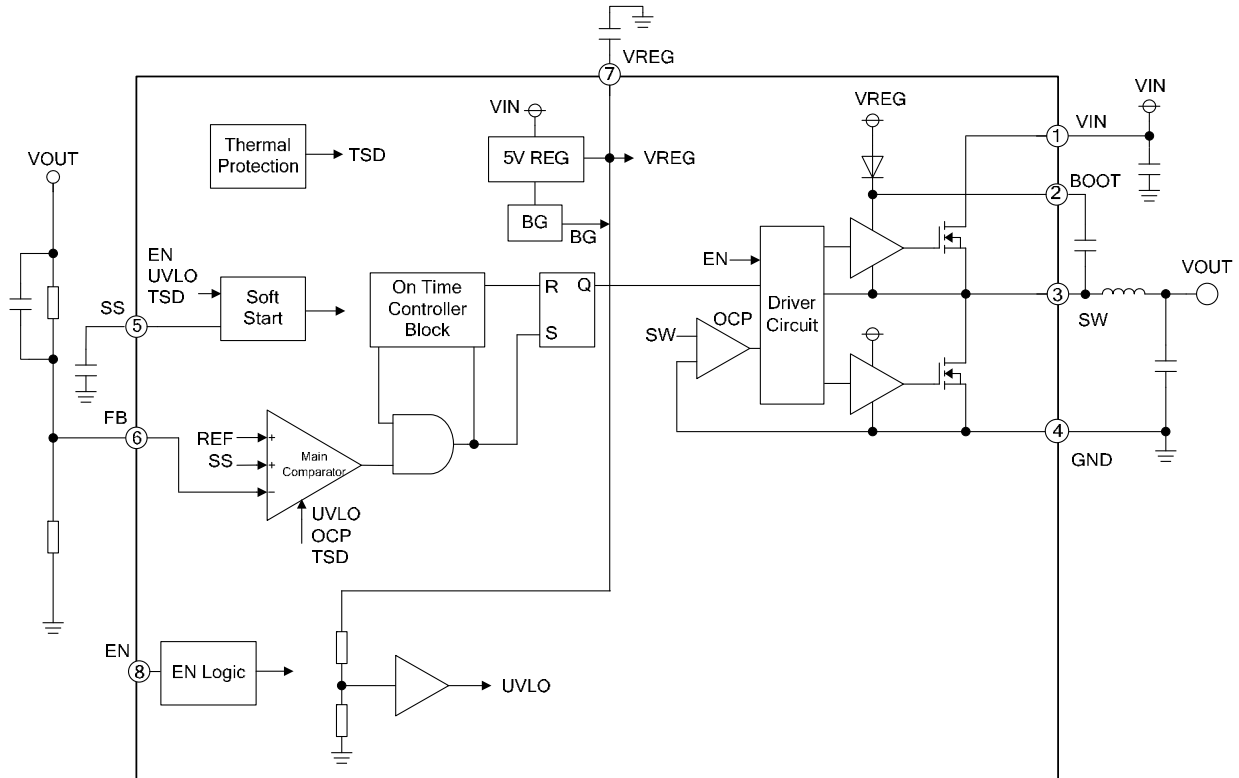 VREG
7
VIN
VREG
VIN
1
VIN
Thermal
Protection
TSD
5V REG
VREG
VOUT
2
BOOT
BG
BG
EN
UVLO
TSD
Soft
Start
On Time
Controller
Block
R
Q
S
EN
Driver
Circuit
VOUT
3
SW
SS
5
SW
OCP
FB
6
REF
+
SS
+
−
Main
Comparator
4
GND
UVLO
OCP
TSD
EN
8
EN Logic
UVLO